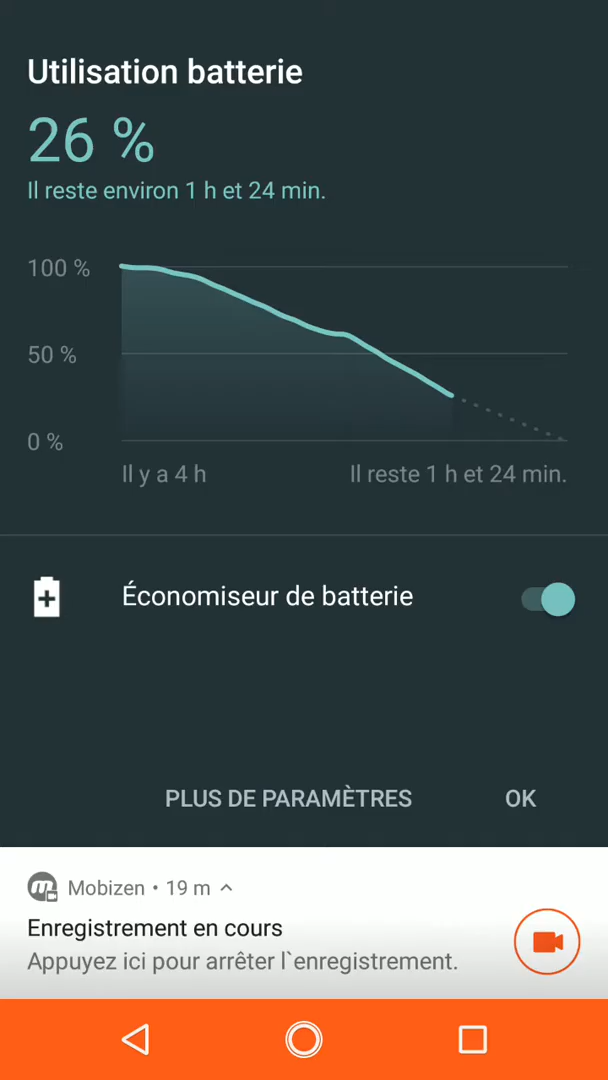 Utilisation batterie
26 %
Il reste environ 1 h et 24 min.
100 %
50 %
0 %
Il y a 4 h
Il reste 1 h et 24 min.
Économiseur de batterie
PLUS DE PARAMÈTRES
OK
Mobizen • 19 m
Enregistrement en cours
Appuyez ici pour arrêter l`enregistrement.